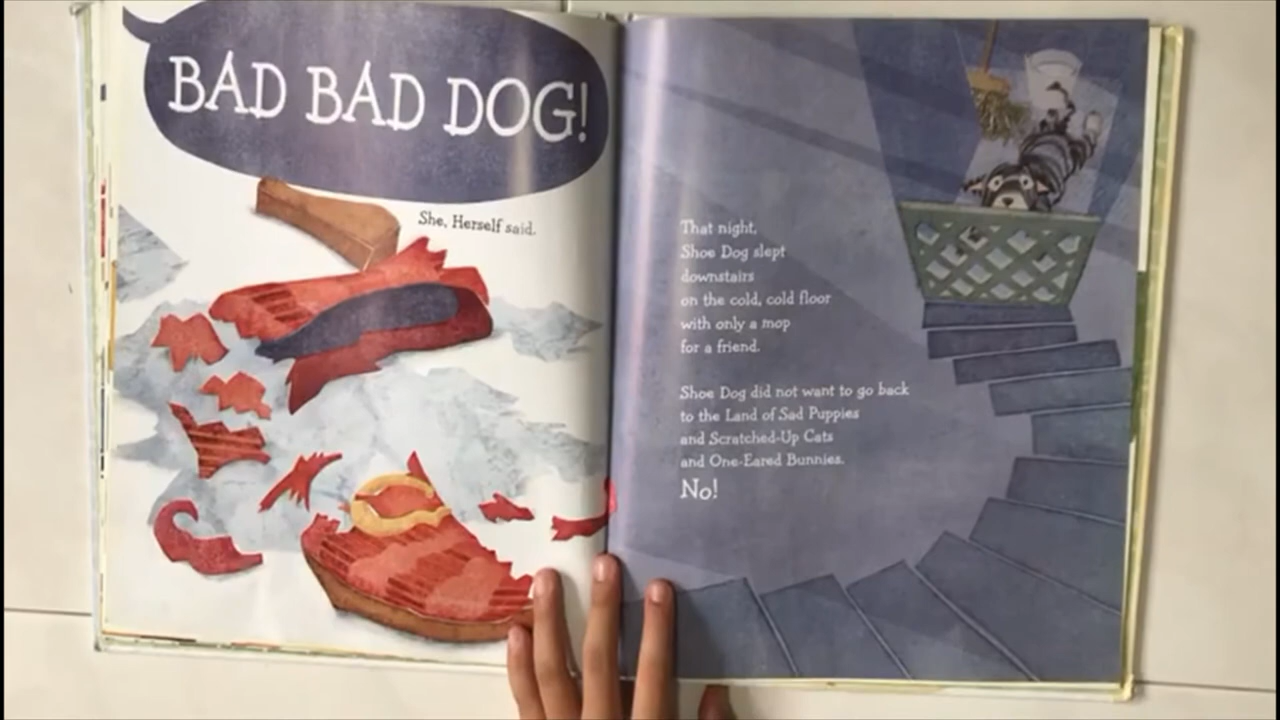 BAD BAD DOG!
She, Herself said.
That night,
Shoe Dog slept
downstairs
on the cold, cold floor
with only a mop
for a friend.
Shoe Dog did not want to go back
to the Land of Sad Puppies
and Scratched-Up Cats
and One-Eared Bunnies.
No!